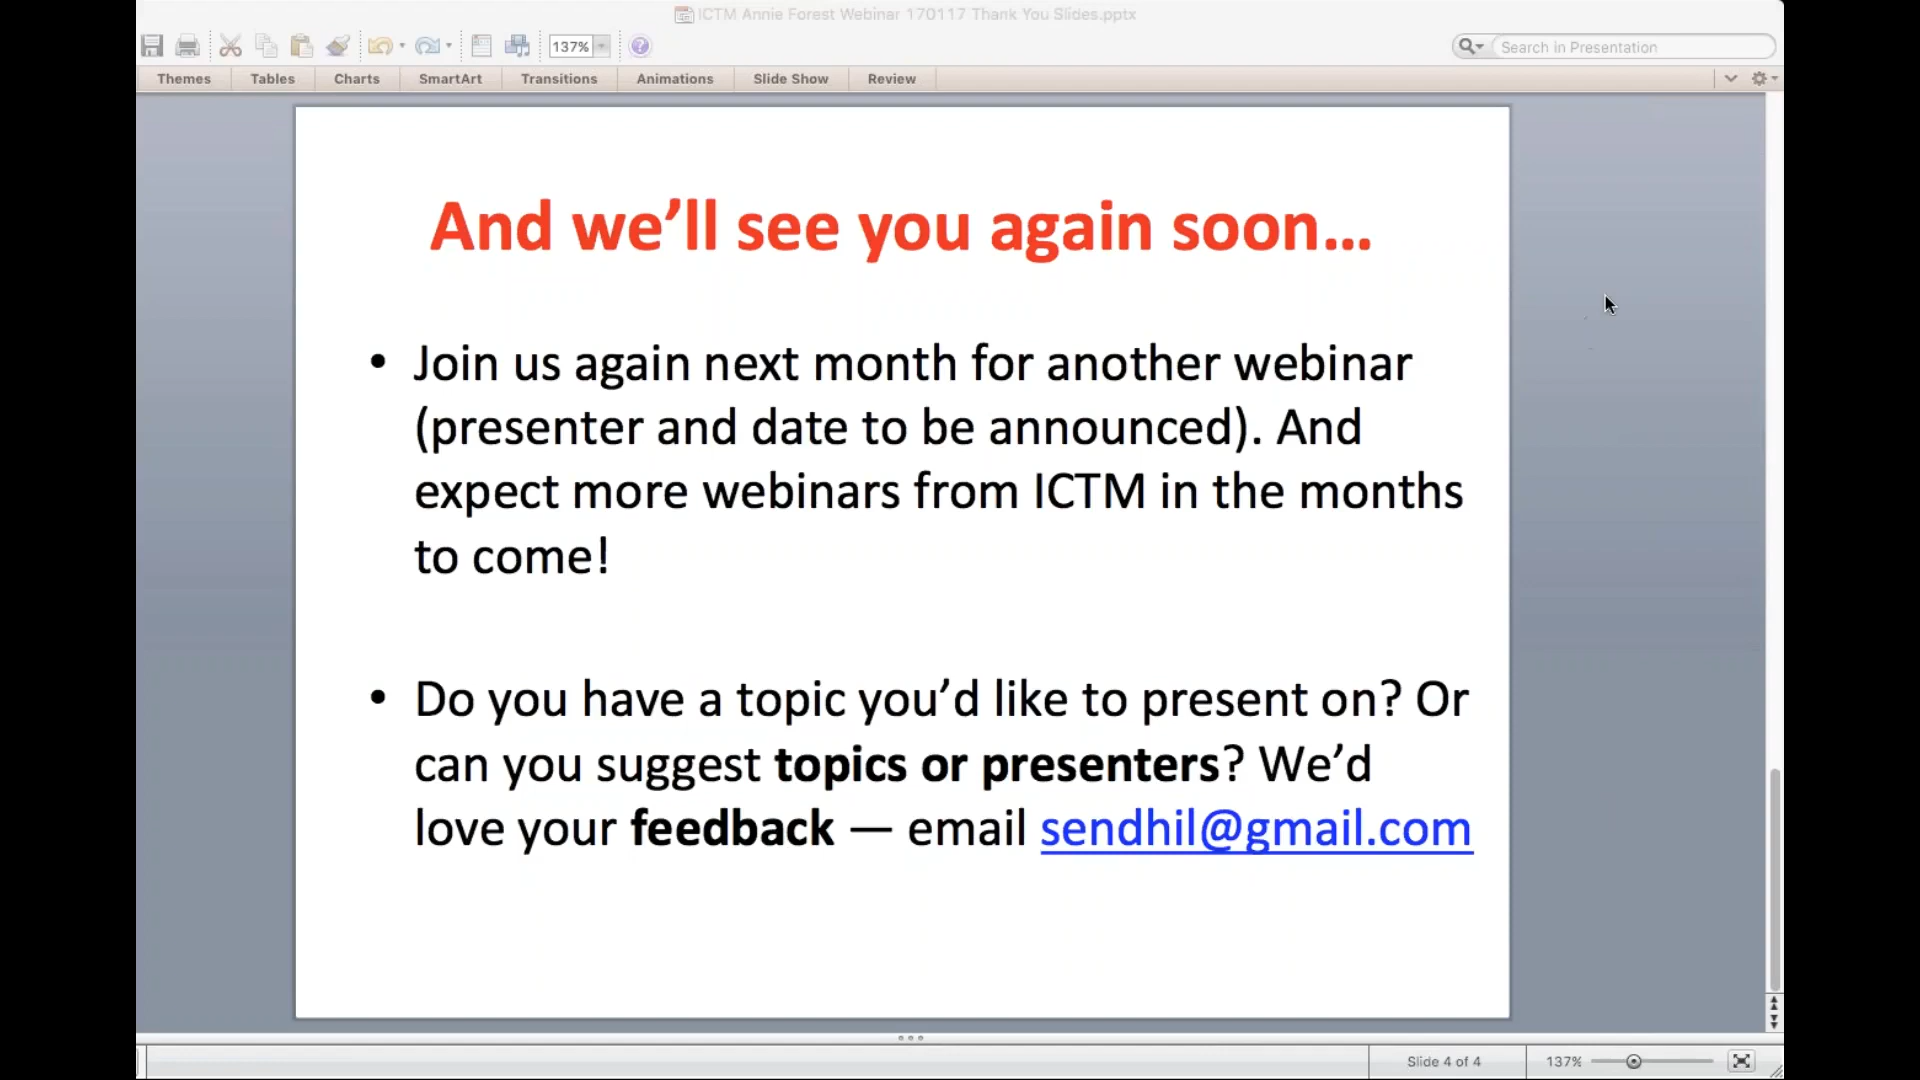 ICTM Annie Forest Webinar 170117 Thank You Slides.pptx
137%
Search in Presentation
Themes Tables Charts SmartArt Transitions Animations Slide Show Review
And we’ll see you again soon…
• Join us again next month for another webinar
(presenter and date to be announced). And
expect more webinars from ICTM in the months
to come!
• Do you have a topic you’d like to present on? Or
can you suggest topics or presenters? We’d
love your feedback — email sendhil@gmail.com
Slide 4 of 4 137%